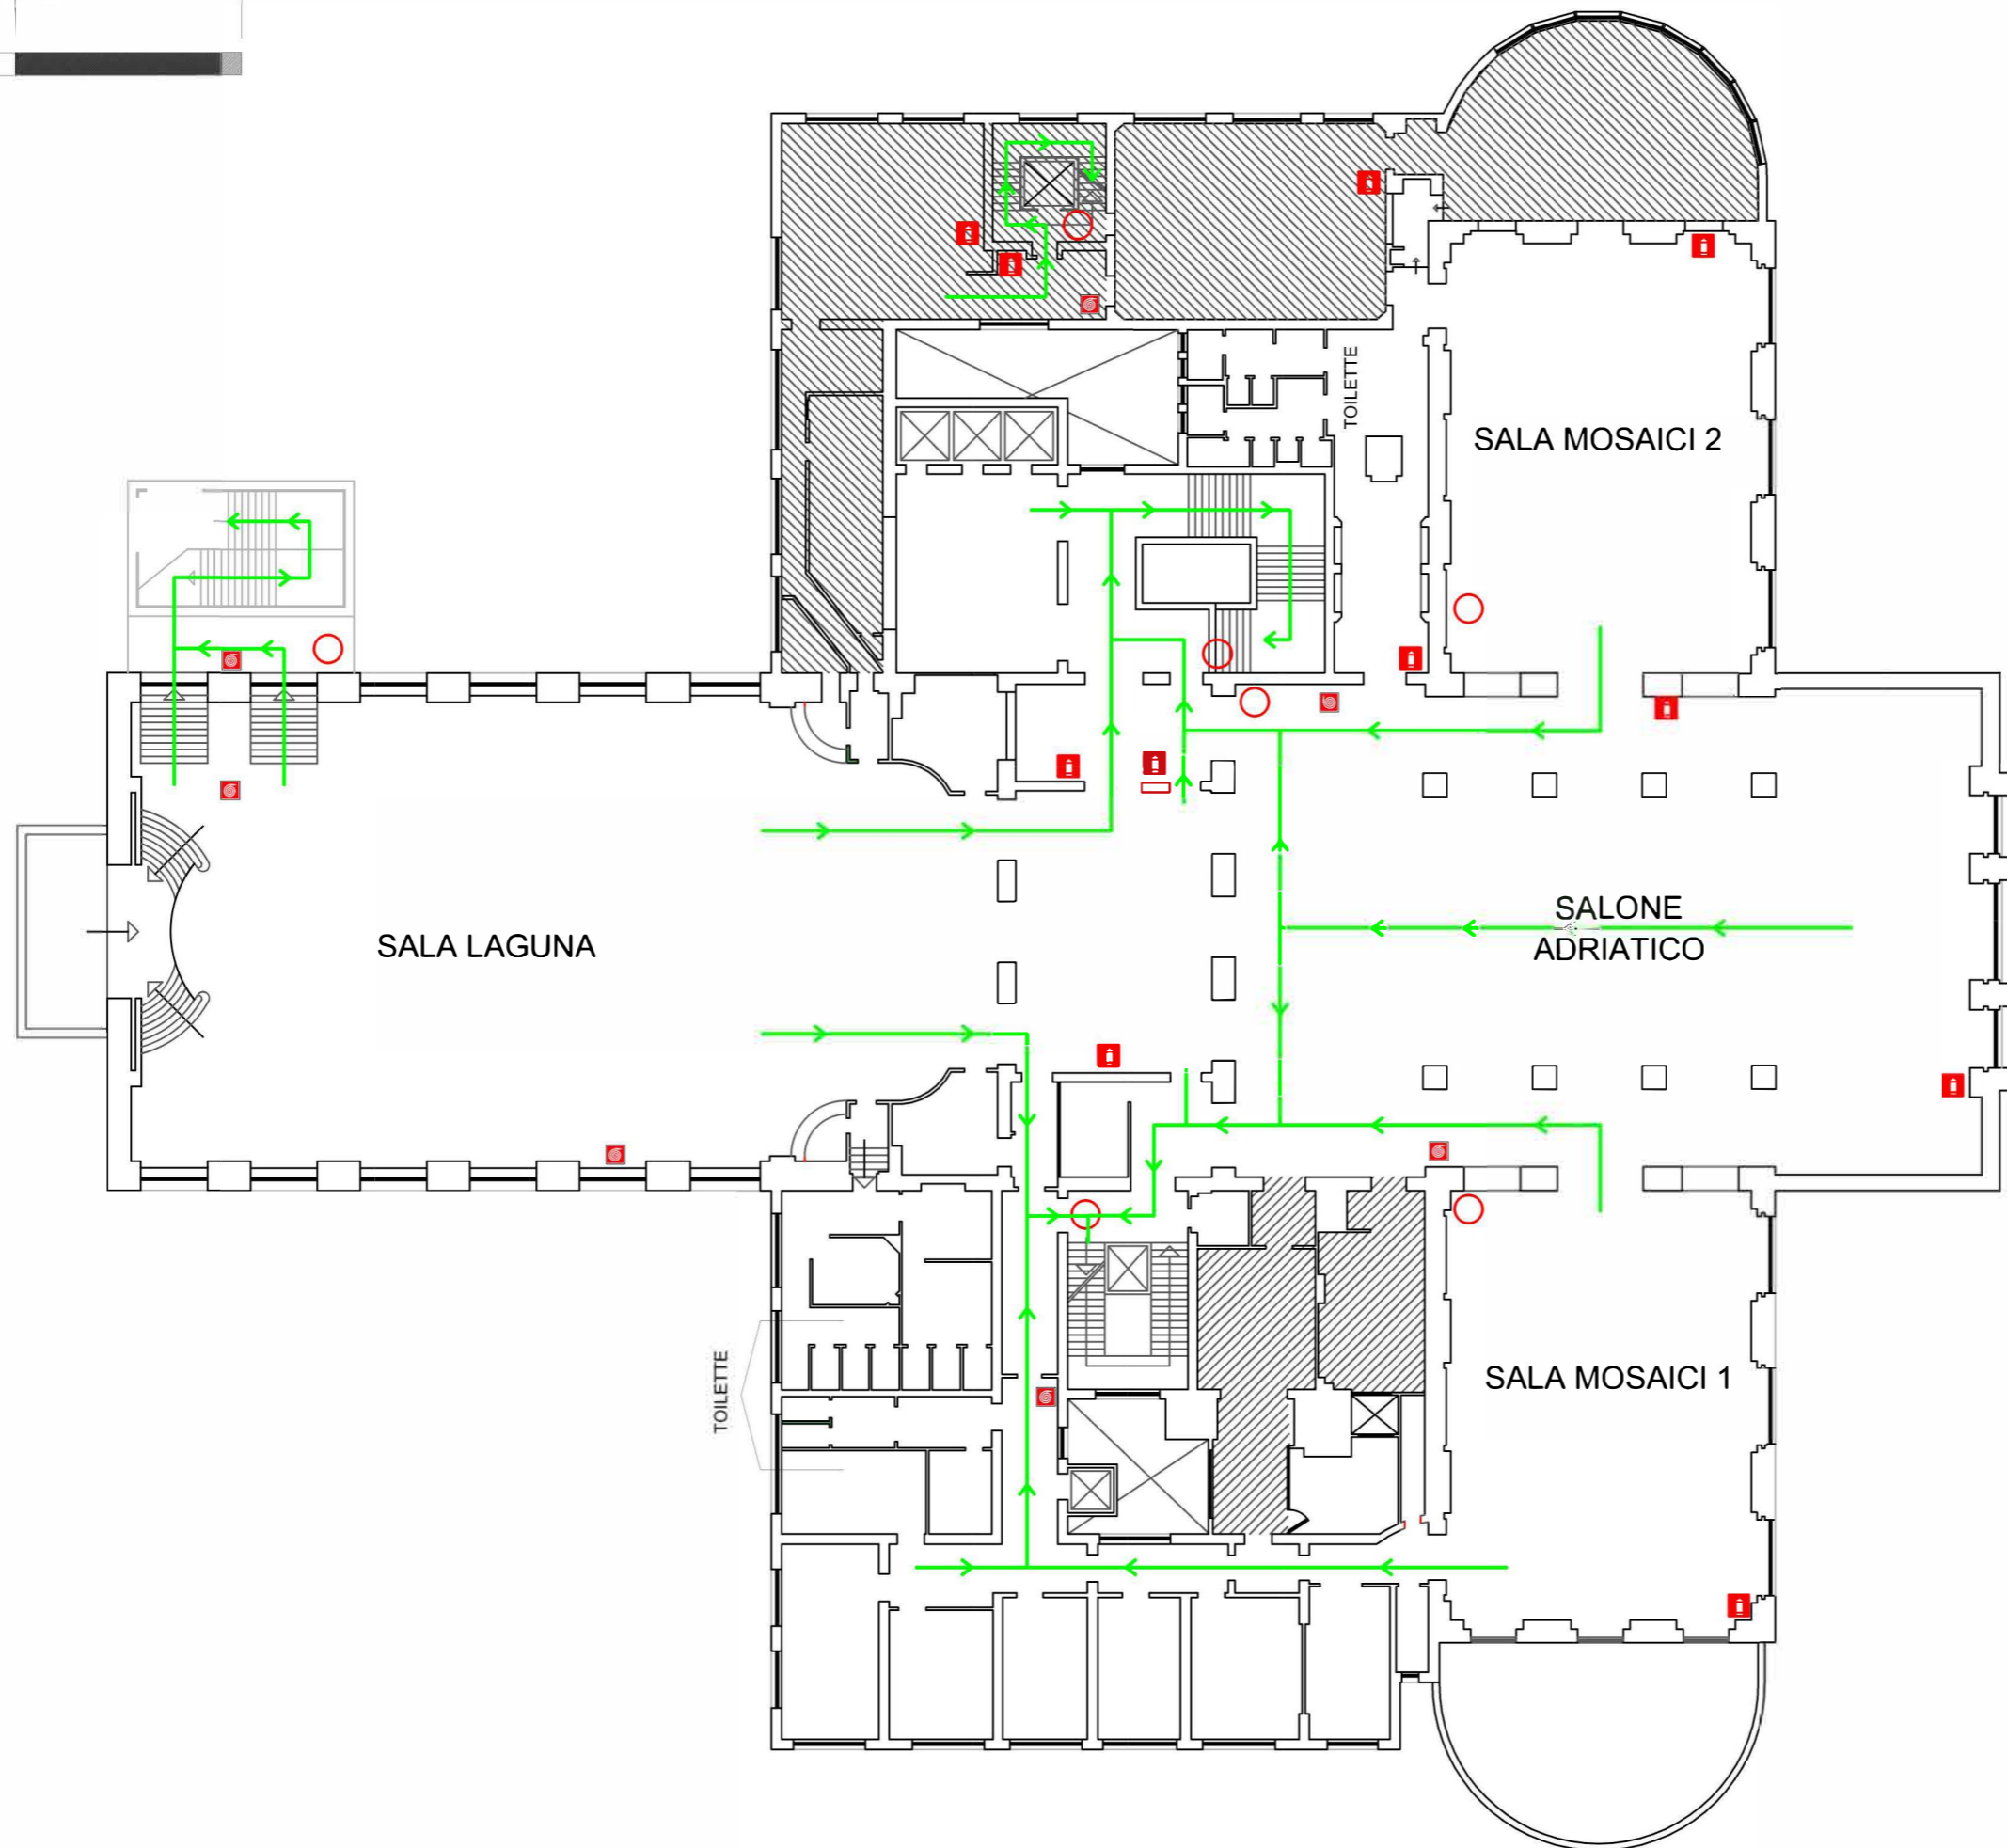 TOILETTE
SALA MOSAICI 2
SALONE
ADRIATICO
SALA LAGUNA
TOILETTE
SALA MOSAICI 1